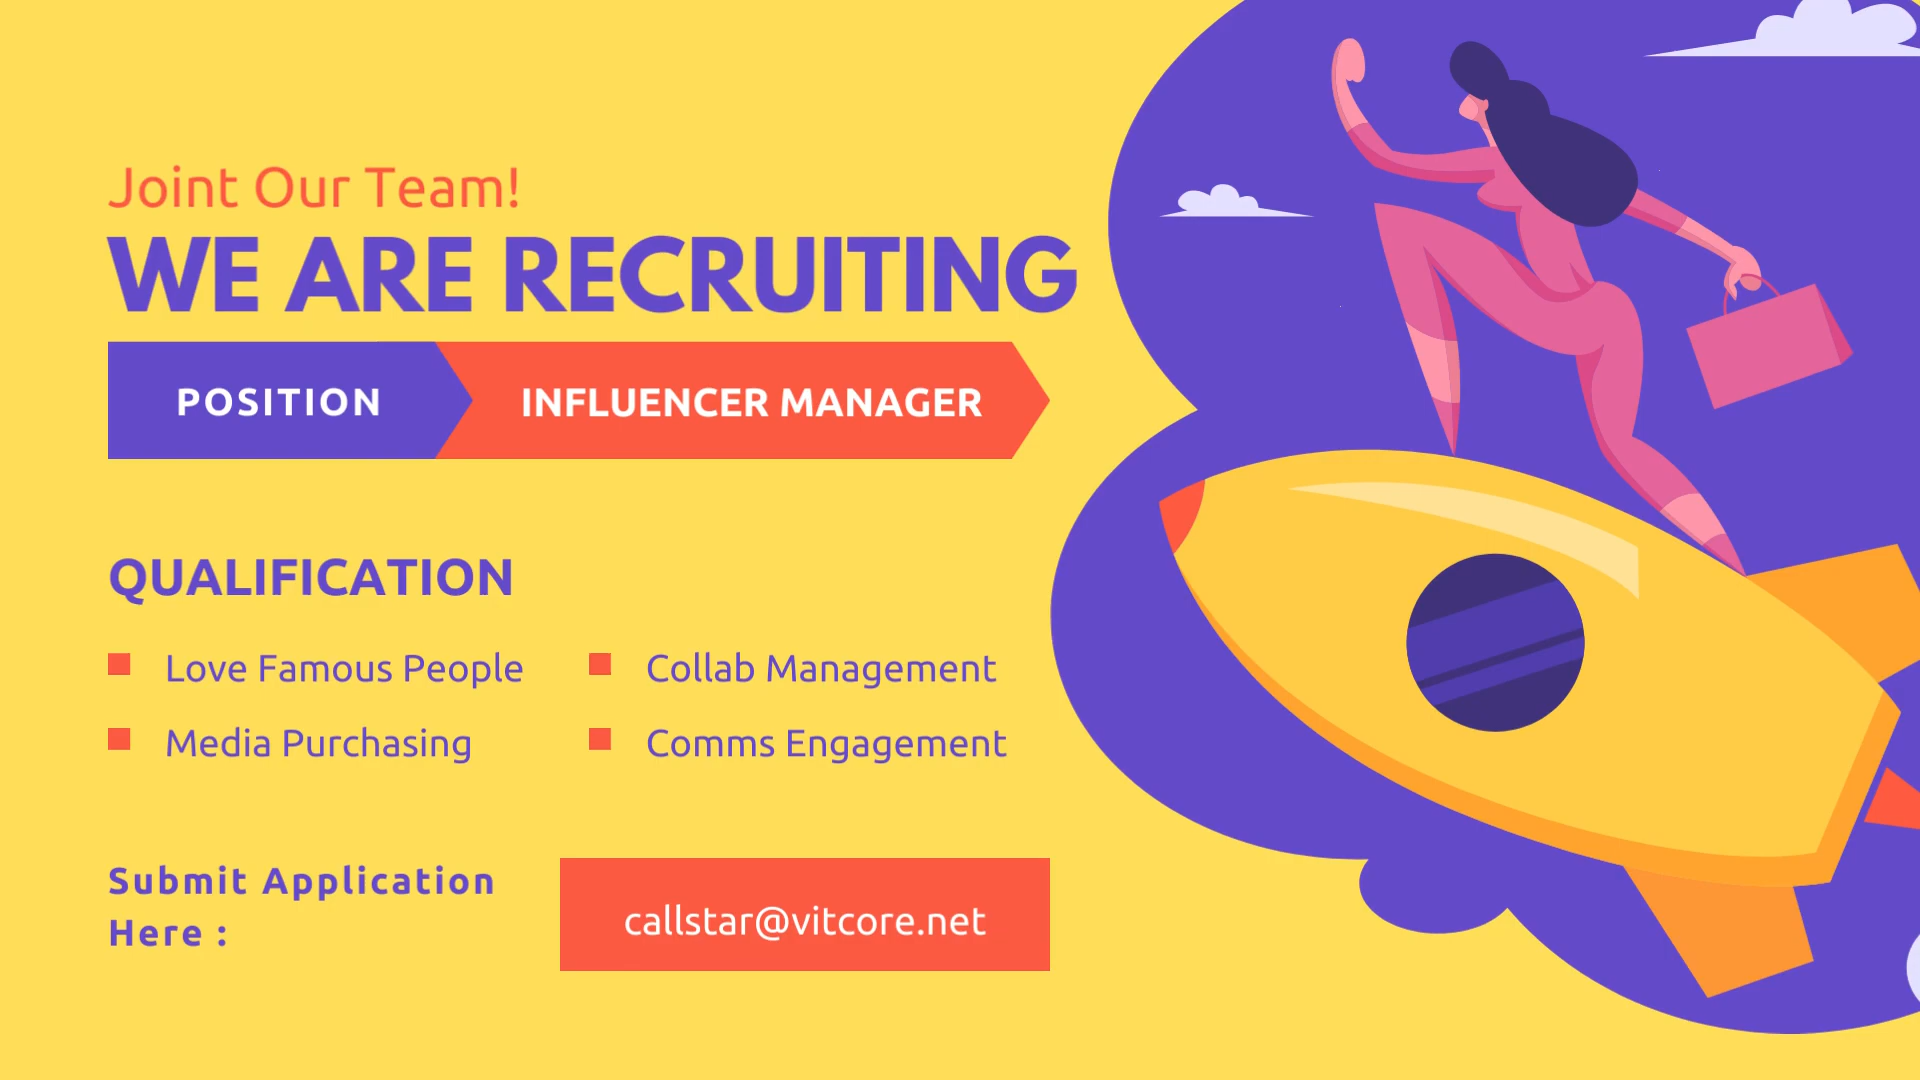 Joint Our Team!
WE ARE RECRUITING
POSITION
INFLUENCER MANAGER
QUALIFICATION
Love Famous People
Media Purchasing
Collab Management
Comms Engagement
Submit Application
Here :
callstar@vitcore.net